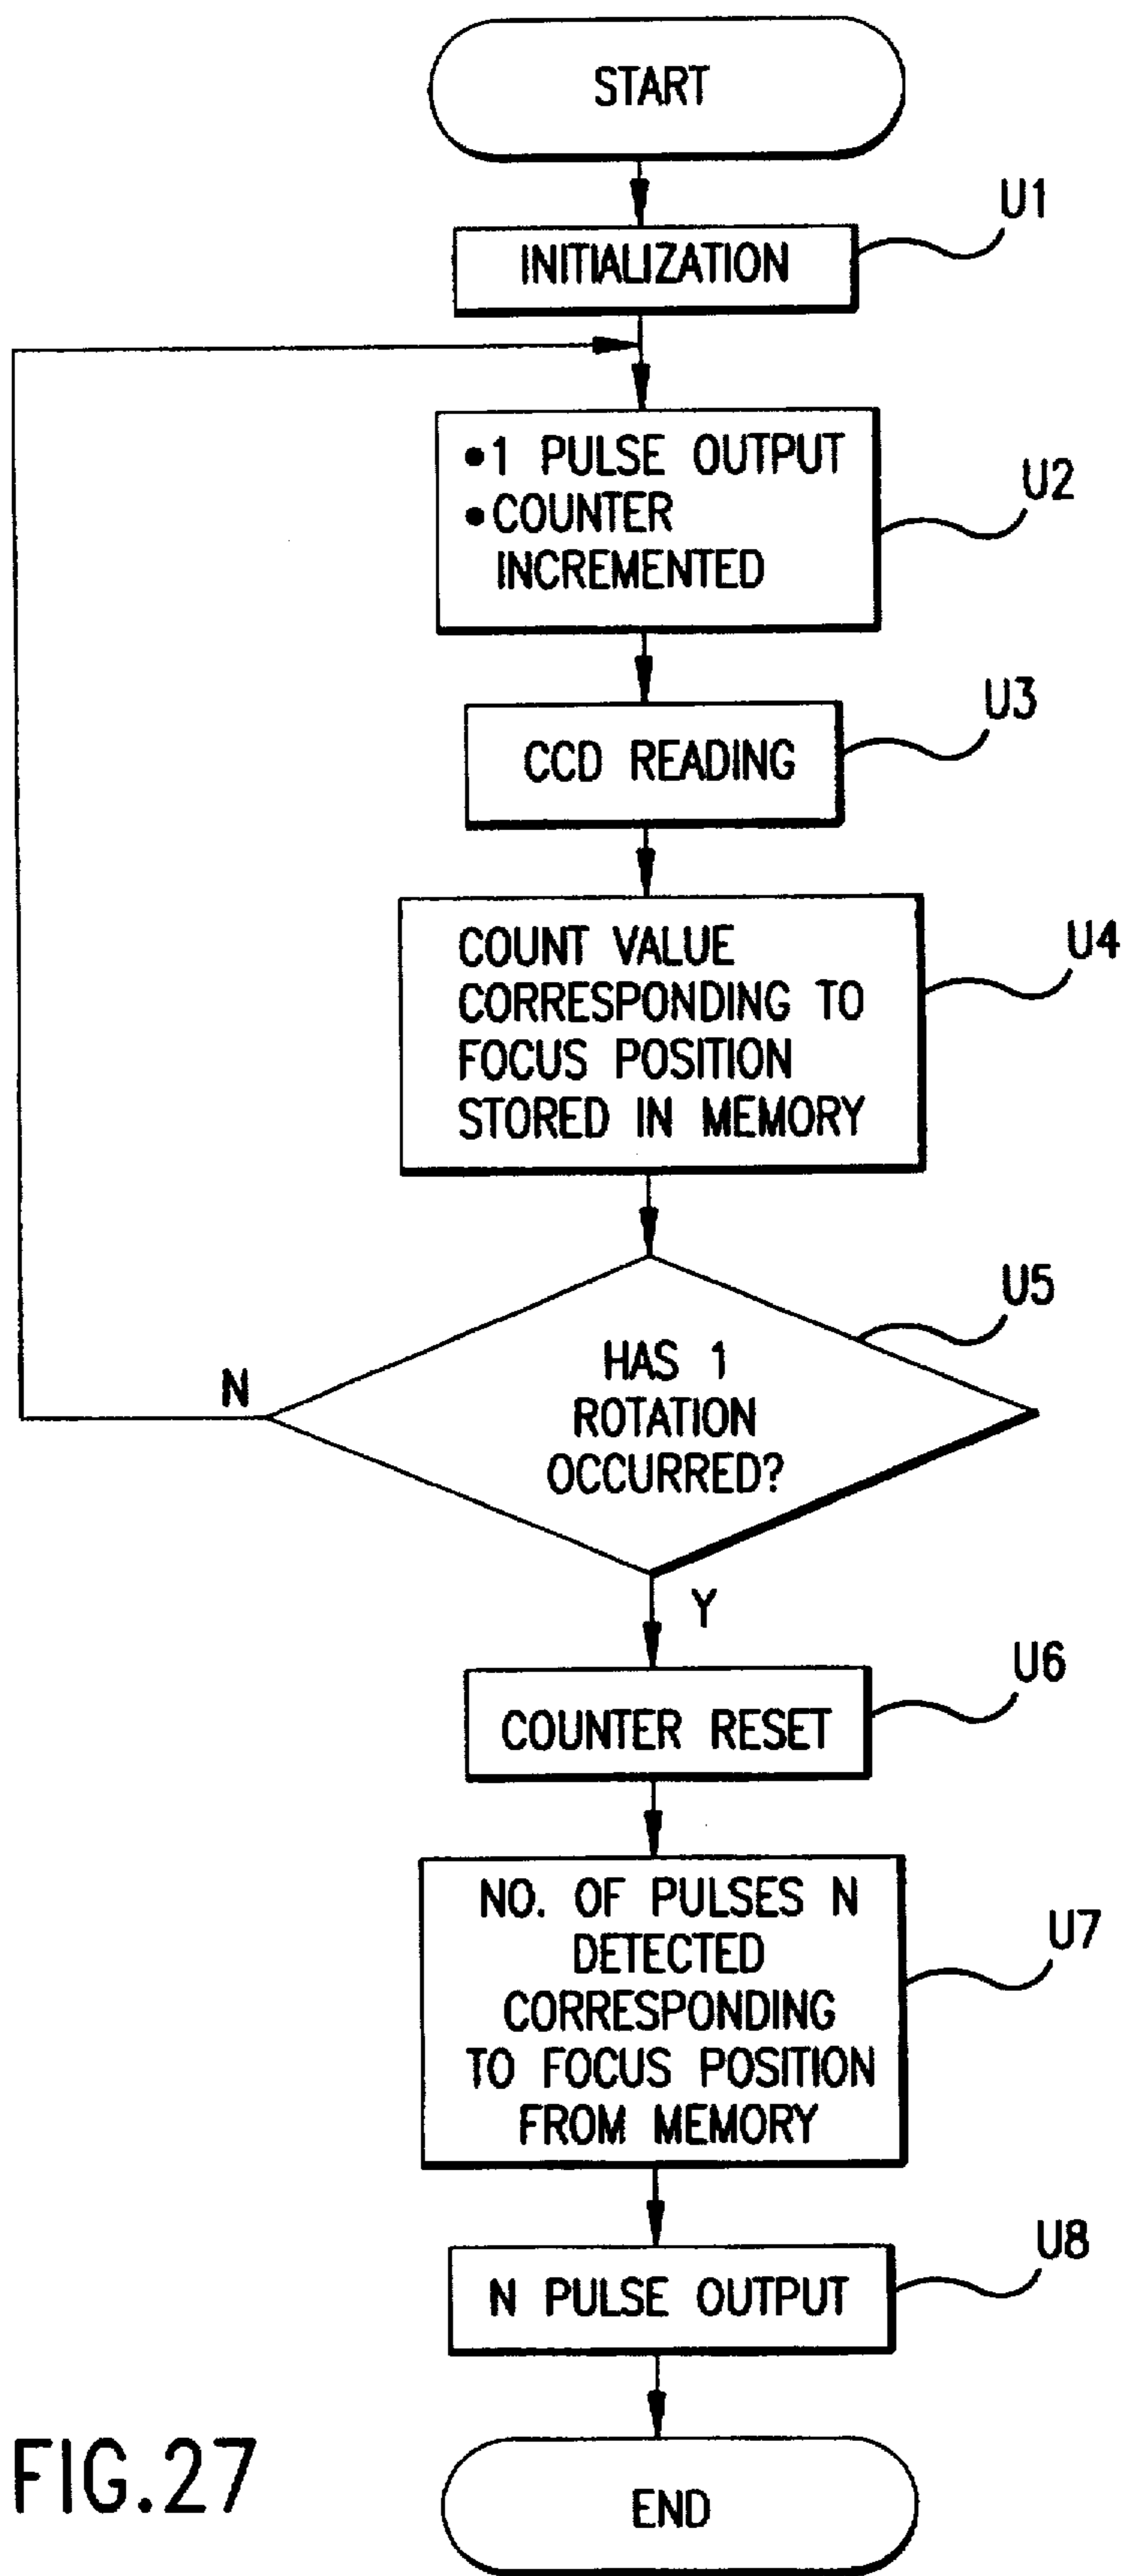 START
U1
INITIALIZATION
•1 PULSE OUTPUT
•COUNTER
INCREMENTED
U2
U3
CCD READING
U4
COUNT VALUE
CORRESPONDING TO
FOCUS POSITION
STORED IN MEMORY
U5
HAS 1
ROTATION
OCCURRED?
N
Y
U6
COUNTER RESET
NO. OF PULSES N
DETECTED
CORRESPONDING
TO FOCUS POSITION
FROM MEMORY
U7
U8
N PULSE OUTPUT
END
FIG.27